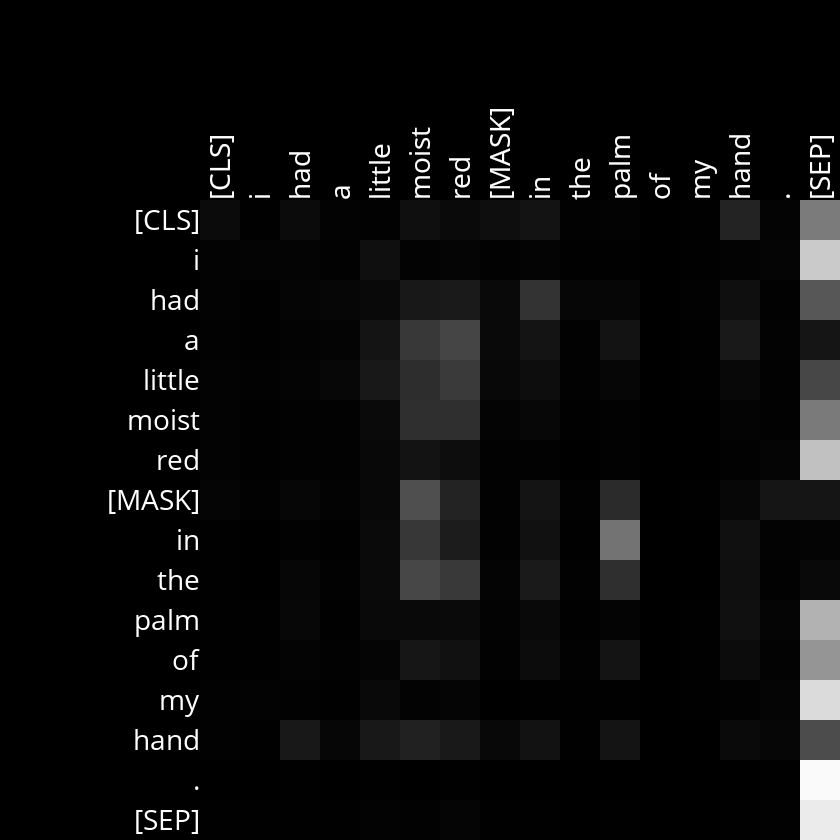 [CLS] i had a little moist red [MASK] in the palm of my hand . [SEP]
[CLS]
i
had
a
little
moist
red
[MASK]
in
the
palm
of
my
hand
.
[SEP]